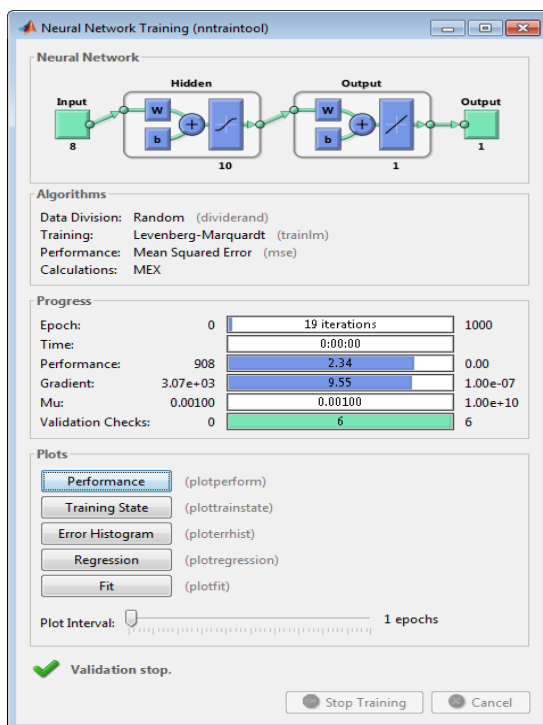 Neural Network Training (nntraintool)
Neural Network
Hidden Output
Input Output
W W
b b
8 10 1 1
Algorithms
Data Division: Random (dividerand)
Training: Levenberg-Marquardt (trainlm)
Performance: Mean Squared Error (mse)
Calculations: MEX
Progress
Epoch: 0 19 iterations 1000
Time: 0:00:00
Performance: 908 2.34 0.00
Gradient: 3.07e+03 9.55 1.00e-07
Mu: 0.00100 0.00100 1.00e+10
Validation Checks: 0 6 6
Plots
Performance (plotperform)
Training State (plottrainstate)
Error Histogram (ploterrhist)
Regression (plotregression)
Fit (plotfit)
Plot Interval: 1 epochs
Validation stop.
Stop Training Cancel